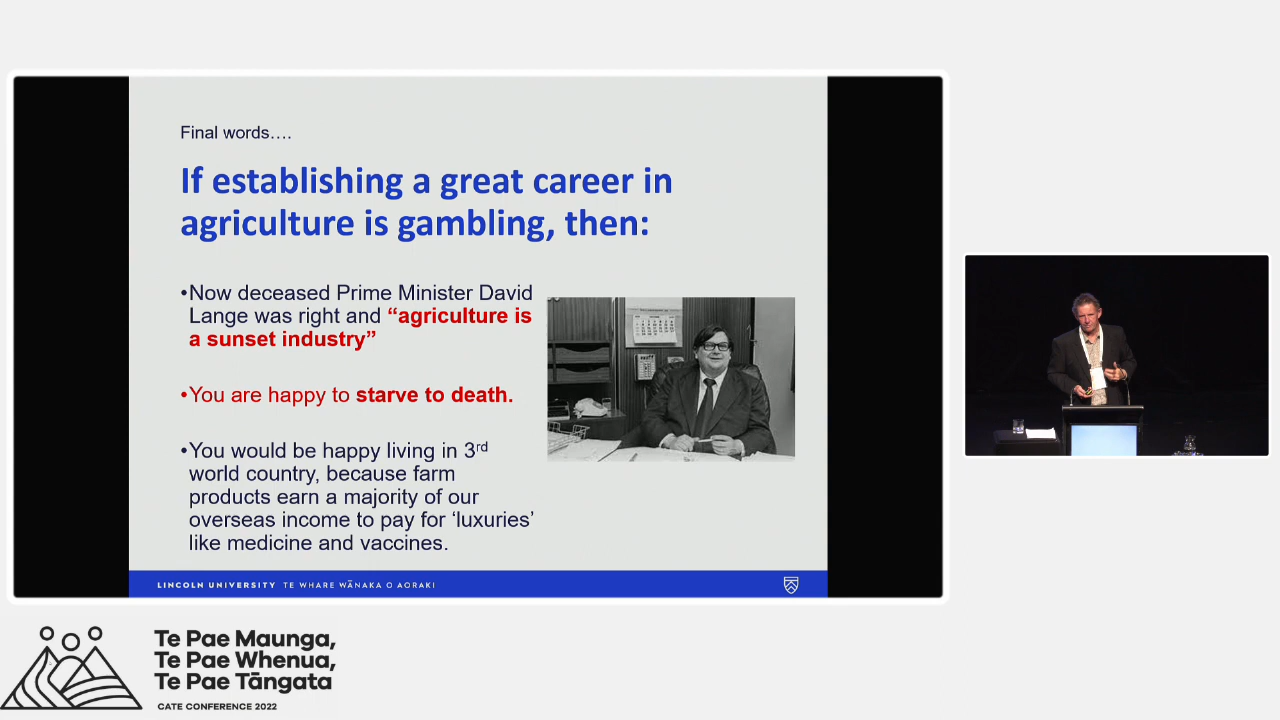 Final words….
If establishing a great career in
agriculture is gambling, then:
•Now deceased Prime Minister David
Lange was right and “agriculture is
a sunset industry”
•You are happy to starve to death.
•You would be happy living in 3rd
world country, because farm
products earn a majority of our
overseas income to pay for ‘luxuries’
like medicine and vaccines.
LINCOLN UNIVERSITY TE WHARE WĀNAKA O AORAKI
Te Pae Maunga,
Te Pae Whenua,
Te Pae Tāngata
CATE CONFERENCE 2022